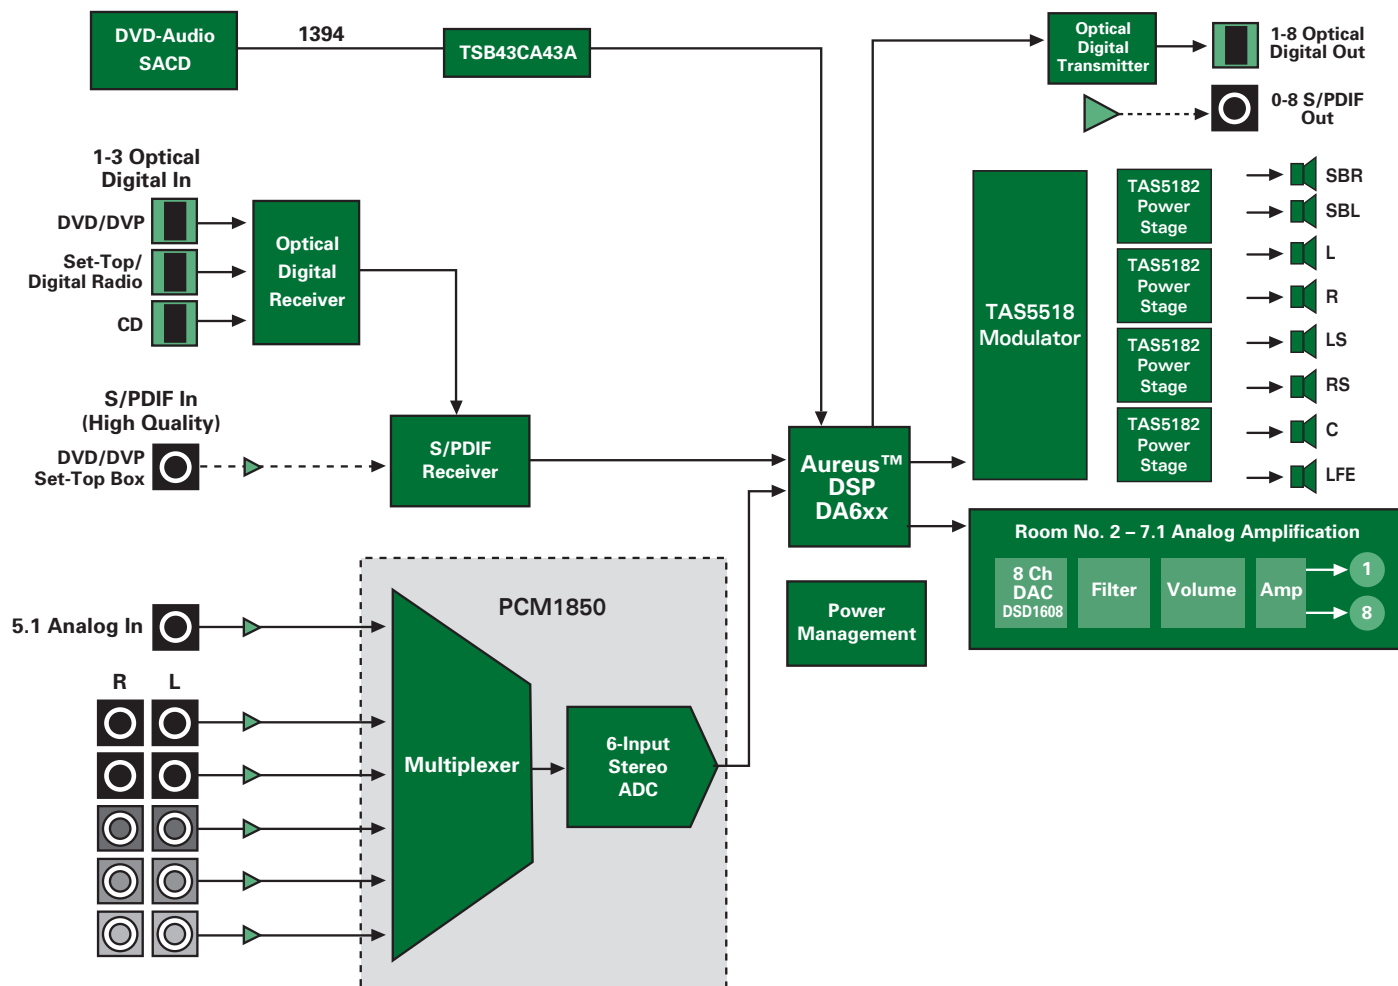 DVD-Audio
SACD
1394
TSB43CA43A
Optical
Digital
Transmitter
1-8 Optical
Digital Out
0-8 S/PDIF
Out
1-3 Optical
Digital In
DVD/DVP
Set-Top/
Digital Radio
CD
Optical
Digital
Receiver
S/PDIF In
(High Quality)
DVD/DVP
Set-Top Box
S/PDIF
Receiver
Aureus™
DSP
DA6xx
TAS5518
Modulator
TAS5182
Power
Stage
TAS5182
Power
Stage
TAS5182
Power
Stage
TAS5182
Power
Stage
SBR
SBL
L
R
LS
RS
C
LFE
Room No. 2 – 7.1 Analog Amplification
8 Ch
DAC
DSD1608
Filter
Volume
Amp
1
8
Power
Management
5.1 Analog In
R L
PCM1850
Multiplexer
6-Input
Stereo
ADC